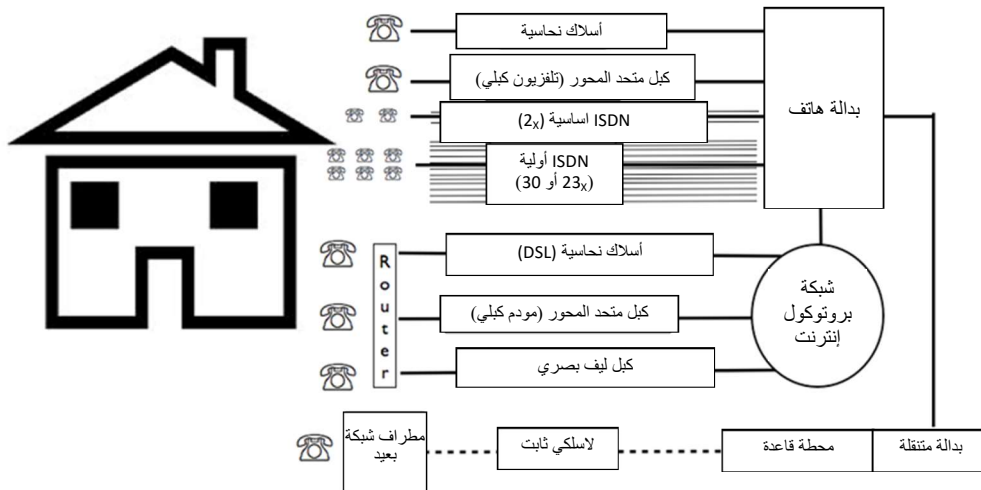 أسلاك نحاسية
كبل متحد المحور (تلفزيون كبلي)
ISDN اساسية (2x)
ISDN أولية
(23x أو 30)
بدالة هاتف
Router
أسلاك نحاسية (DSL)
كبل متحد المحور (مودم كبلي)
كبل ليف بصري
شبكة
بروتوكول
إنترنت
مطراف شبكة
بعيد
لاسلكي ثابت
محطة قاعدة
بدالة متنقلة